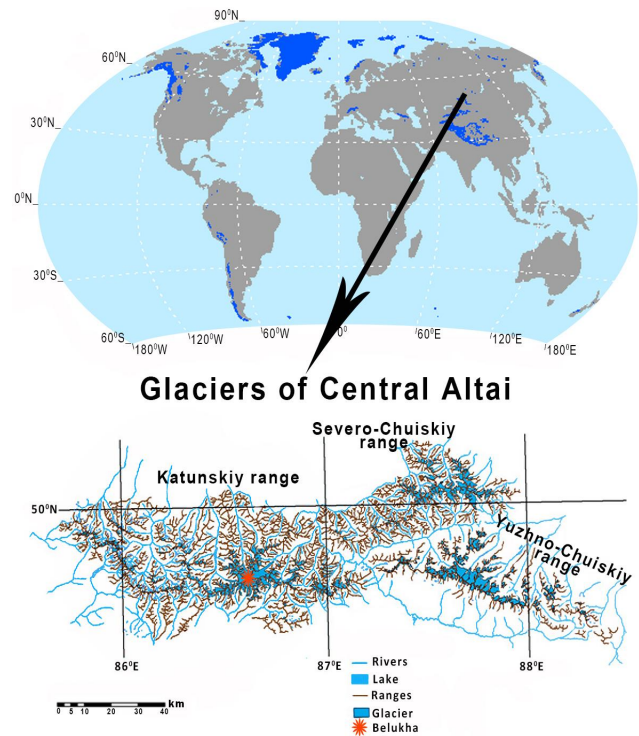 90⁰N
60⁰N
30⁰N
0⁰N
30⁰S
60⁰S
180⁰W
120⁰W
60⁰W
0⁰
60⁰E
120⁰E
180⁰E
Glaciers of Central Altai
Severo-Chuiskiy
range
Katunskiy range
50⁰N
Yuzhno-Chuiskiy
range
86⁰E
87⁰E
88⁰E
Rivers
Lake
Ranges
Glacier
Belukha
km
0 5 10 20 30 40